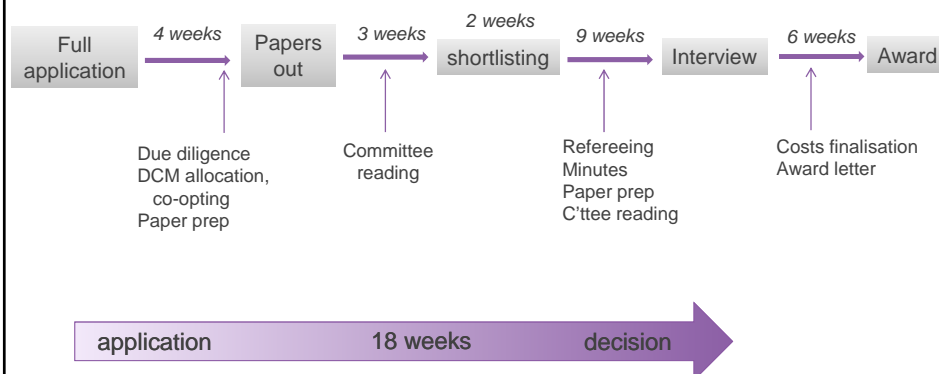 4 weeks
3 weeks
2 weeks
9 weeks
6 weeks
Full
application
Papers
out
shortlisting
Interview
Award
Due diligence
DCM allocation,
co-opting
Paper prep
Committee
reading
Refereeing
Minutes
Paper prep
C'ttee reading
Costs finalisation
Award letter
application 18 weeks decision